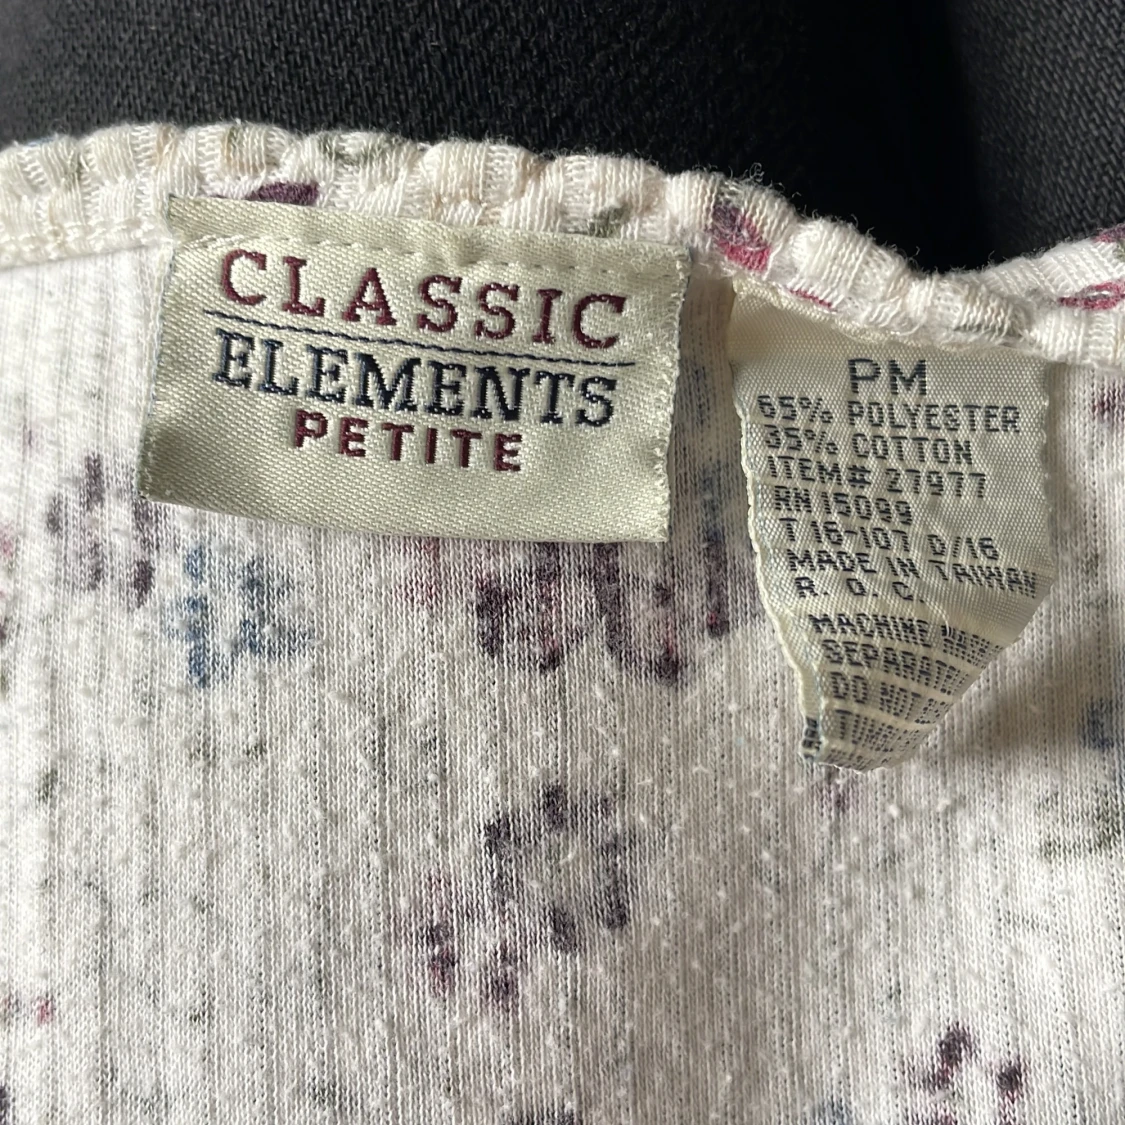 CLASSIC
ELEMENTS
PETITE
PM
65% POLYESTER
35% COTTON
ITEM# 27977
RN 15099
T 16-107 D/16
MADE IN TAIWAN
R. O. C.
MACHINE WASH
SEPARATE
DO NOT